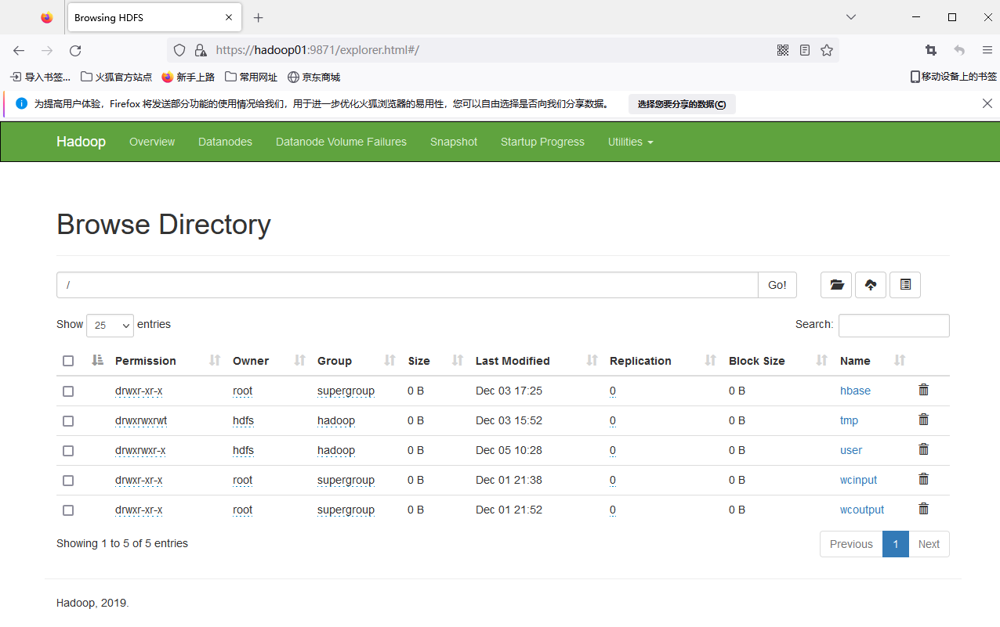 Browsing HDFS
https://hadoop01:9871/explorer.html#/
导入书签... 火狐官方站点 新手上路 常用网址 京东商城 移动设备上的书签
为提高用户体验，Firefox 将发送部分功能的使用情况给我们，用于进一步优化火狐浏览器的易用性，您可以自由选择是否向我们分享数据。 选择您要分享的数据(C)
Hadoop Overview Datanodes Datanode Volume Failures Snapshot Startup Progress Utilities
Browse Directory
/ Go!
Show 25 entries Search:
Permission Owner Group Size Last Modified Replication Block Size Name
drwxr-xr-x root supergroup 0 B Dec 03 17:25 0 0 B hbase
drwxrwxrwt hdfs hadoop 0 B Dec 03 15:52 0 0 B tmp
drwxrwxr-x hdfs hadoop 0 B Dec 05 10:28 0 0 B user
drwxr-xr-x root supergroup 0 B Dec 01 21:38 0 0 B wcinput
drwxr-xr-x root supergroup 0 B Dec 01 21:52 0 0 B wcoutput
Showing 1 to 5 of 5 entries Previous 1 Next
Hadoop, 2019.